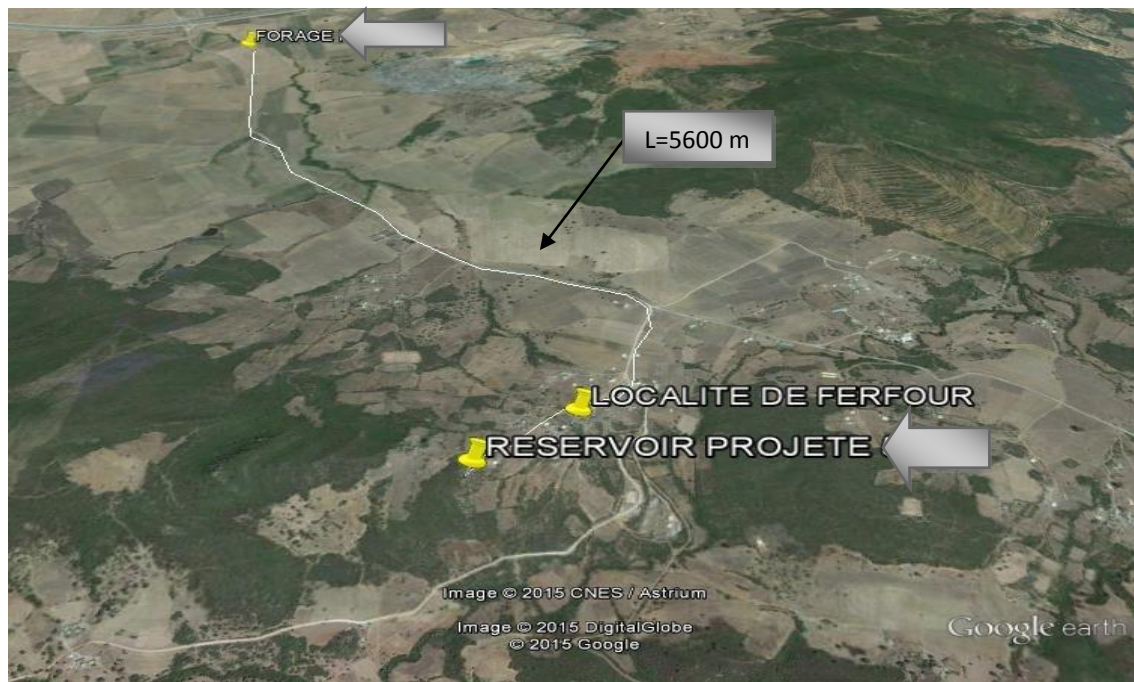 FORAGE
L=5600 m
LOCALITE DE FERFOUR
RESERVOIR PROJETE
Image © 2015 CNES / Astrium
Image © 2015 DigitalGlobe
© 2015 Google
Google earth